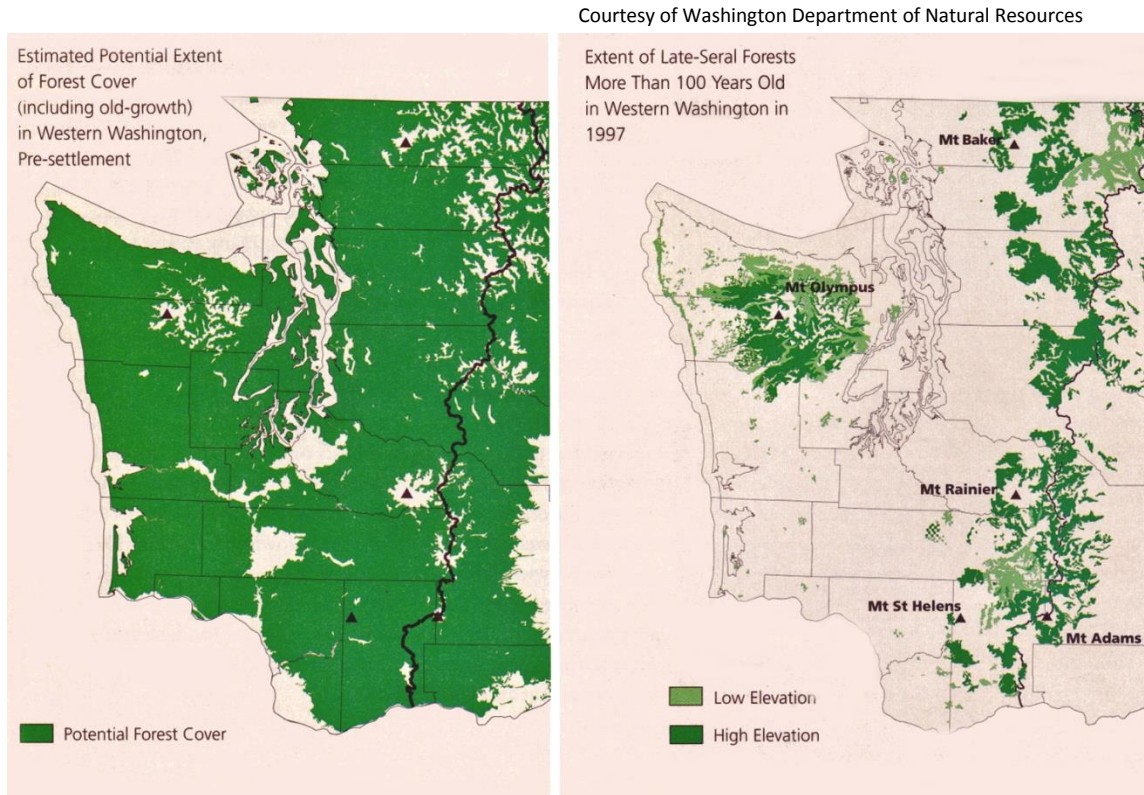 Courtesy of Washington Department of Natural Resources
Estimated Potential Extent
of Forest Cover
(including old-growth)
in Western Washington,
Pre-settlement
Potential Forest Cover
Extent of Late-Seral Forests
More Than 100 Years Old
in Western Washington in
1997
Mt Baker
Mt Olympus
Mt Rainier
Mt St Helens
Mt Adams
Low Elevation
High Elevation